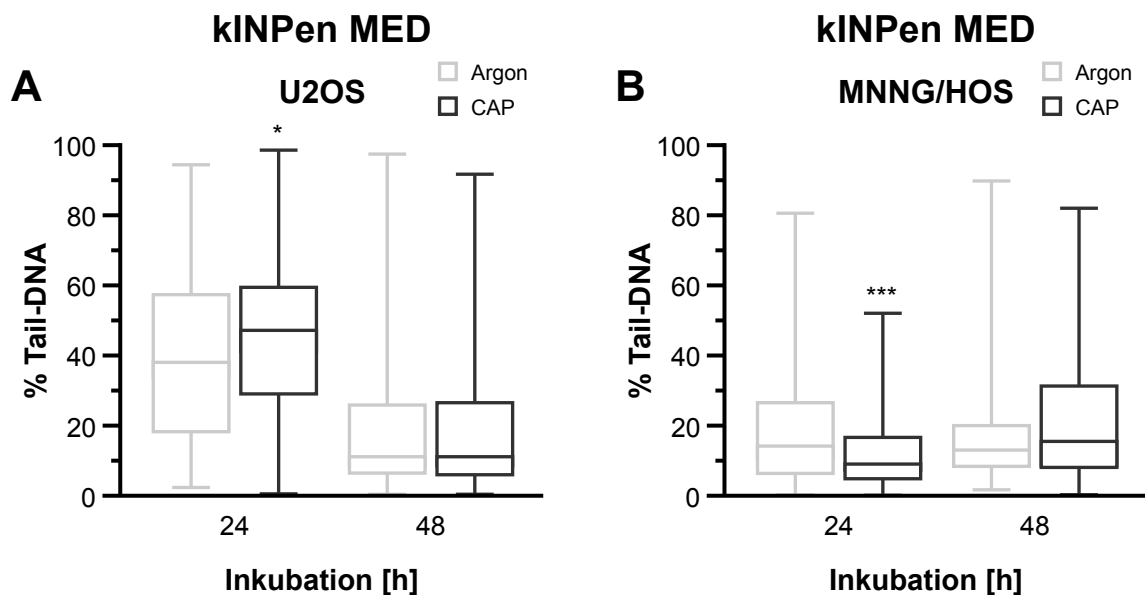 kINPen MED
A
U2OS
Argon
CAP
*
% Tail-DNA
100
80
60
40
20
0
24
48
Inkubation [h]
kINPen MED
B
MNNG/HOS
Argon
CAP
***
% Tail-DNA
100
80
60
40
20
0
24
48
Inkubation [h]